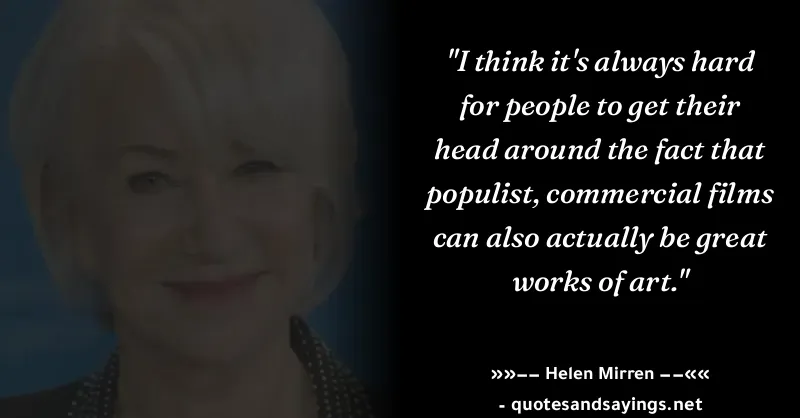 "I think it's always hard
for people to get their
head around the fact that
populist, commercial films
can also actually be great
works of art."
»»−− Helen Mirren −−««
- quotesandsayings.net